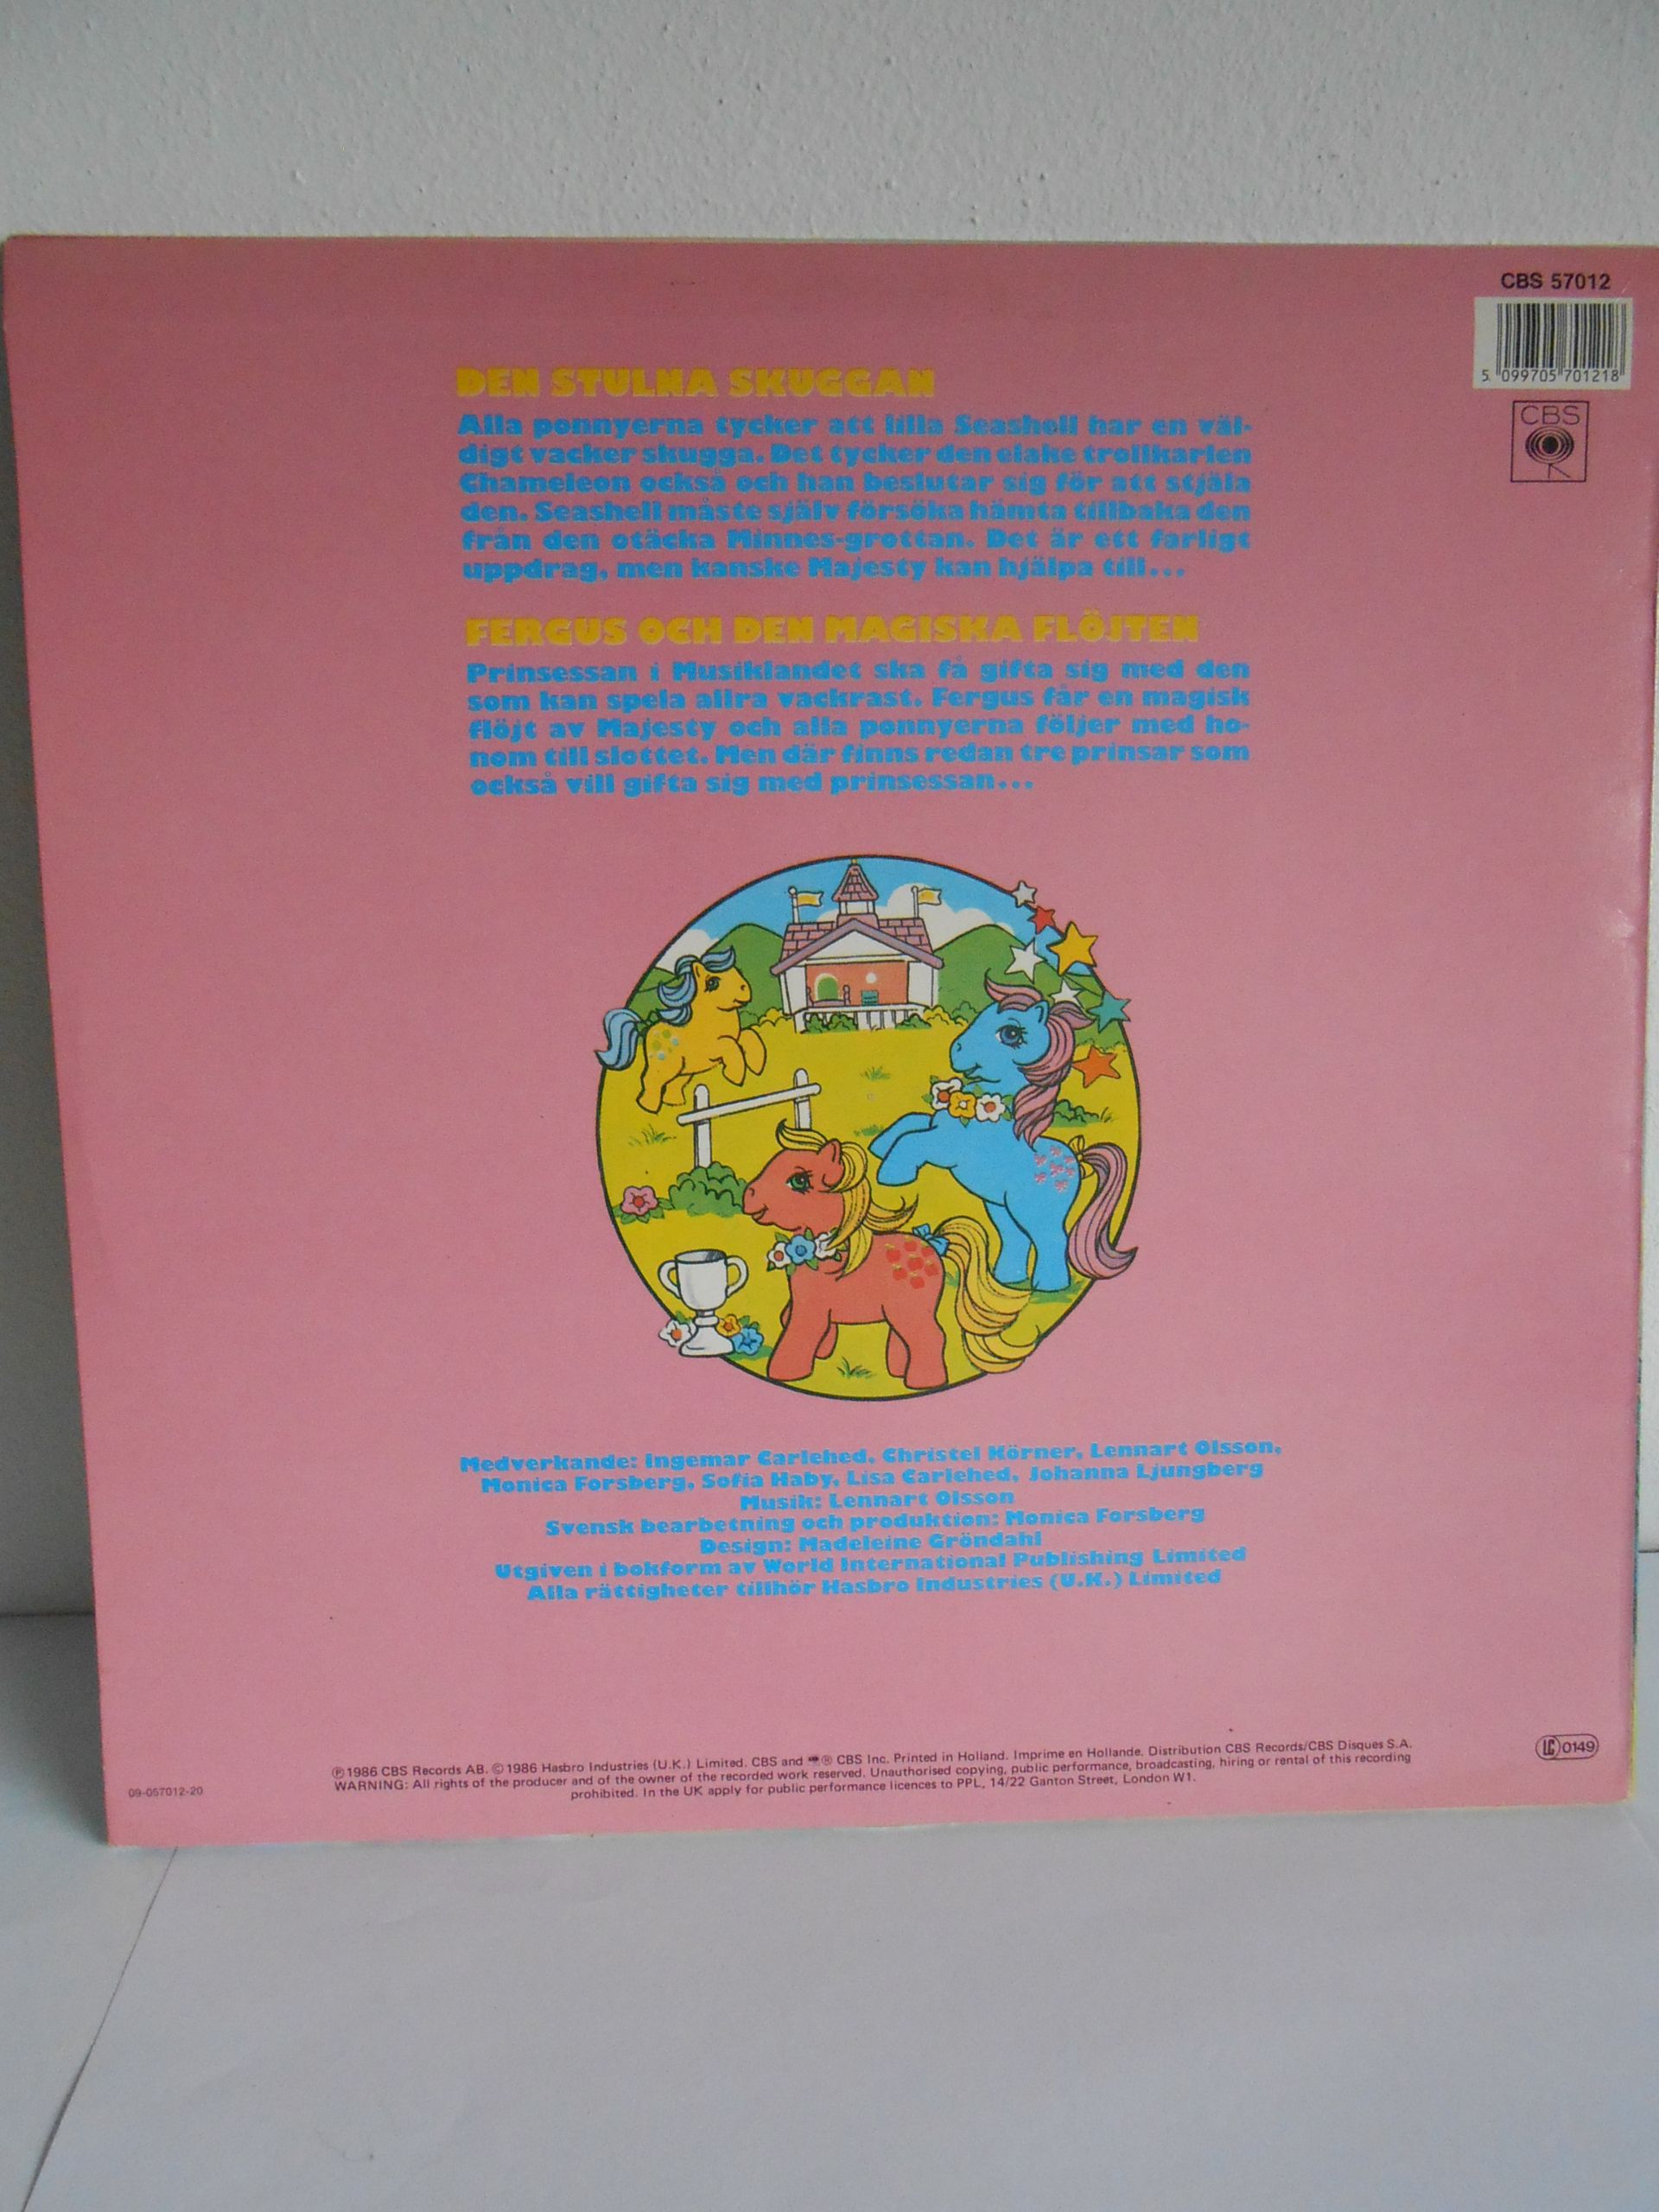 CBS 57012
5 099705 701218
CBS
DEN STULNA SKUGGAN
Alla ponnyerna tycker att lilla Seashell har en väl-
digt vacker skugga. Det tycker den elake trollkarlen
Chameleon också och han beslutar sig för att stjäla
den. Seashell måste själv försöka hämta tillbaka den
från den otäcka Minnes-grottan. Det är ett farligt
uppdrag, men kanske Majesty kan hjälpa till...
FERGUS OCH DEN MAGISKA FLÖJTEN
Prinsessan i Musiklandet ska få gifta sig med den
som kan spela allra vackrast. Fergus får en magisk
flöjt av Majesty och alla ponnyerna följer med ho-
nom till slottet. Men där finns redan tre prinsar som
också vill gifta sig med prinsessan...
Medverkande: Ingemar Carlehed, Christel Körner, Lennart Olsson,
Monica Forsberg, Sofia Haby, Lisa Carlehed, Johanna Ljungberg
Musik: Lennart Olsson
Svensk bearbetning och produktion: Monica Forsberg
Design: Madeleine Gröndahl
Utgiven i bokform av World International Publishing Limited
Alla rättigheter tillhör Hasbro Industries (U.K.) Limited
℗1986 CBS Records AB. ©1986 Hasbro Industries (U.K.) Limited. CBS and ® CBS Inc. Printed in Holland. Imprime en Hollande. Distribution CBS Records/CBS Disques S.A.
WARNING: All rights of the producer and of the owner of the recorded work reserved. Unauthorised copying, public performance, broadcasting, hiring or rental of this recording
prohibited. In the UK apply for public performance licences to PPL, 14/22 Ganton Street, London W1.
LC 0149
09-057012-20